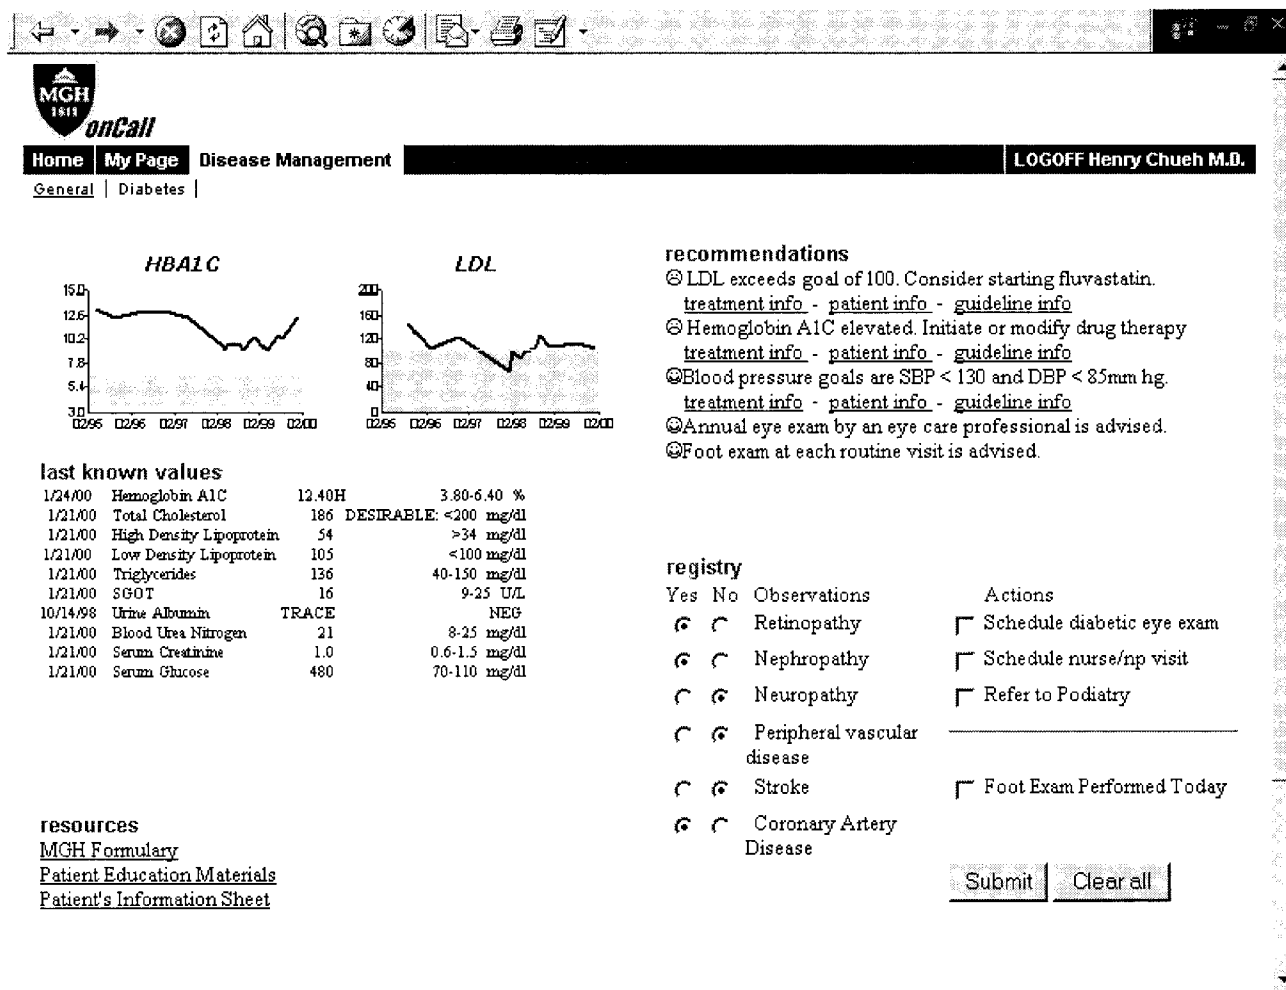 MGH
1811
onCall
Home My Page Disease Management LOGOFF Henry Chueh M.D.
General | Diabetes |
HBA1C
15.0
12.6
10.2
7.8
5.4
3.0
02/95 02/96 02/97 02/98 02/99 02/00
LDL
200
160
120
80
40
0
02/95 02/96 02/97 02/98 02/99 02/00
last known values
1/24/00 Hemoglobin A1C 12.40H 3.80-6.40 %
1/21/00 Total Cholesterol 186 DESIRABLE: <200 mg/dl
1/21/00 High Density Lipoprotein 54 >34 mg/dl
1/21/00 Low Density Lipoprotein 105 <100 mg/dl
1/21/00 Triglycerides 136 40-150 mg/dl
1/21/00 SGOT 16 9-25 U/L
10/14/98 Urine Albumin TRACE NEG
1/21/00 Blood Urea Nitrogen 21 8-25 mg/dl
1/21/00 Serum Creatinine 1.0 0.6-1.5 mg/dl
1/21/00 Serum Glucose 480 70-110 mg/dl
resources
MGH Formulary
Patient Education Materials
Patient's Information Sheet
recommendations
LDL exceeds goal of 100. Consider starting fluvastatin.
treatment info - patient info - guideline info
Hemoglobin A1C elevated. Initiate or modify drug therapy
treatment info - patient info - guideline info
Blood pressure goals are SBP < 130 and DBP < 85mm hg.
treatment info - patient info - guideline info
Annual eye exam by an eye care professional is advised.
Foot exam at each routine visit is advised.
registry
Yes No Observations Actions
Retinopathy Schedule diabetic eye exam
Nephropathy Schedule nurse/np visit
Neuropathy Refer to Podiatry
Peripheral vascular
disease
Stroke Foot Exam Performed Today
Coronary Artery
Disease
Submit Clear all